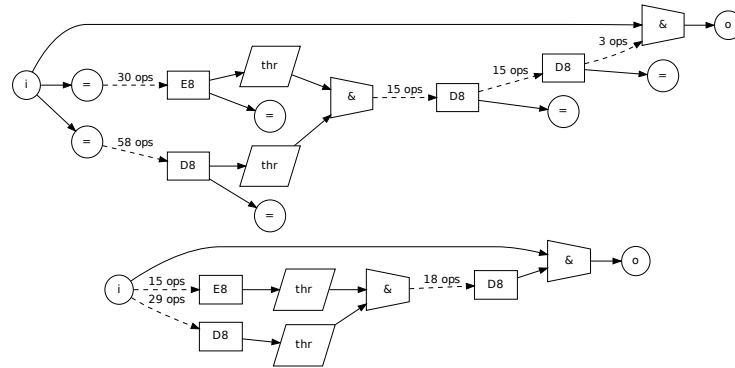 & o
3 ops
thr D8 =
15 ops
i = 30 ops E8 & 15 ops D8
= =
= 58 ops
D8 thr
=
& o
18 ops
i 15 ops E8 thr & D8
29 ops
D8 thr